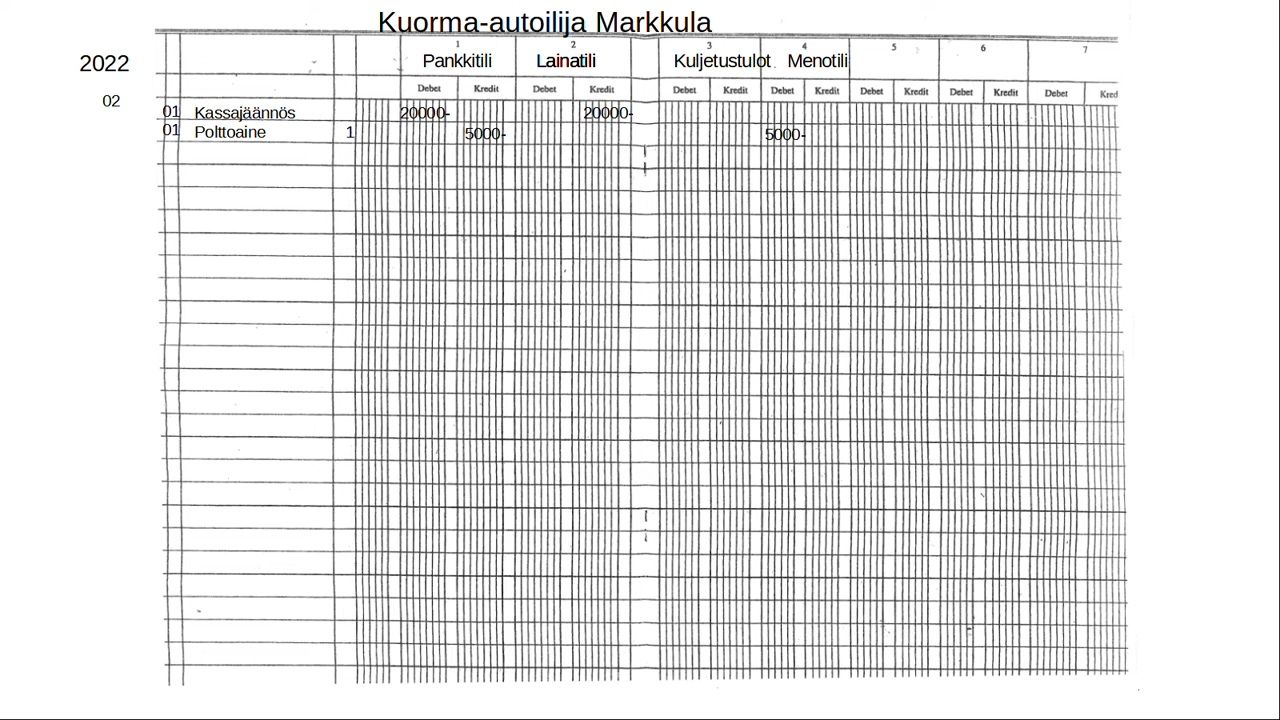 Kuorma-autoilija Markkula
1 2 3 4 5 6 7
2022 Pankkitili Lainatili Kuljetustulot Menotili
Debet Kredit Debet Kredit Debet Kredit Debet Kredit Debet Kredit Debet Kredit Debet Kred
02
01 Kassajäännös 20000- 20000-
01 Polttoaine 1 5000- 5000-